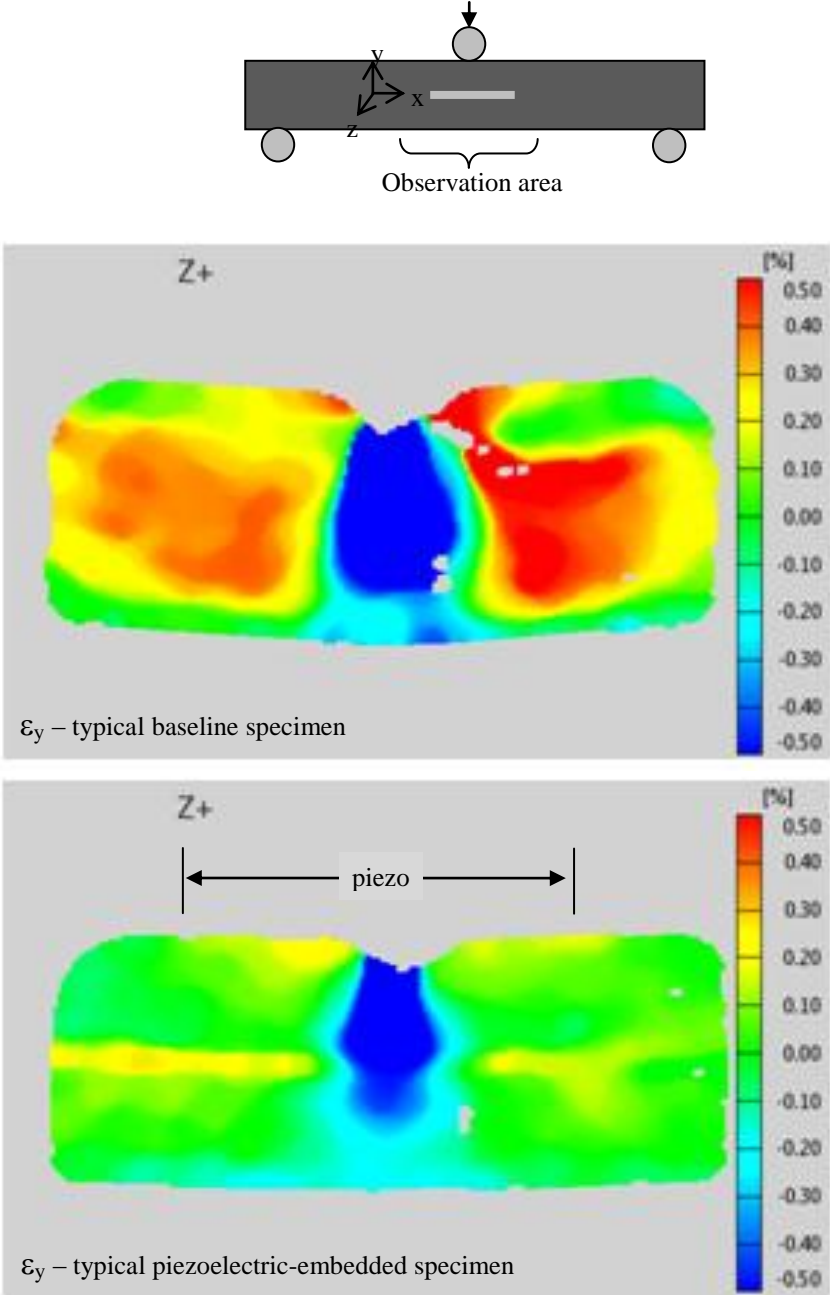 y
x
z
Observation area
Z+
[%]
0.50
0.40
0.30
0.20
0.10
0.00
-0.10
-0.20
-0.30
-0.40
-0.50
εy – typical baseline specimen
Z+
[%]
0.50
0.40
0.30
0.20
0.10
0.00
-0.10
-0.20
-0.30
-0.40
-0.50
piezo
εy – typical piezoelectric-embedded specimen